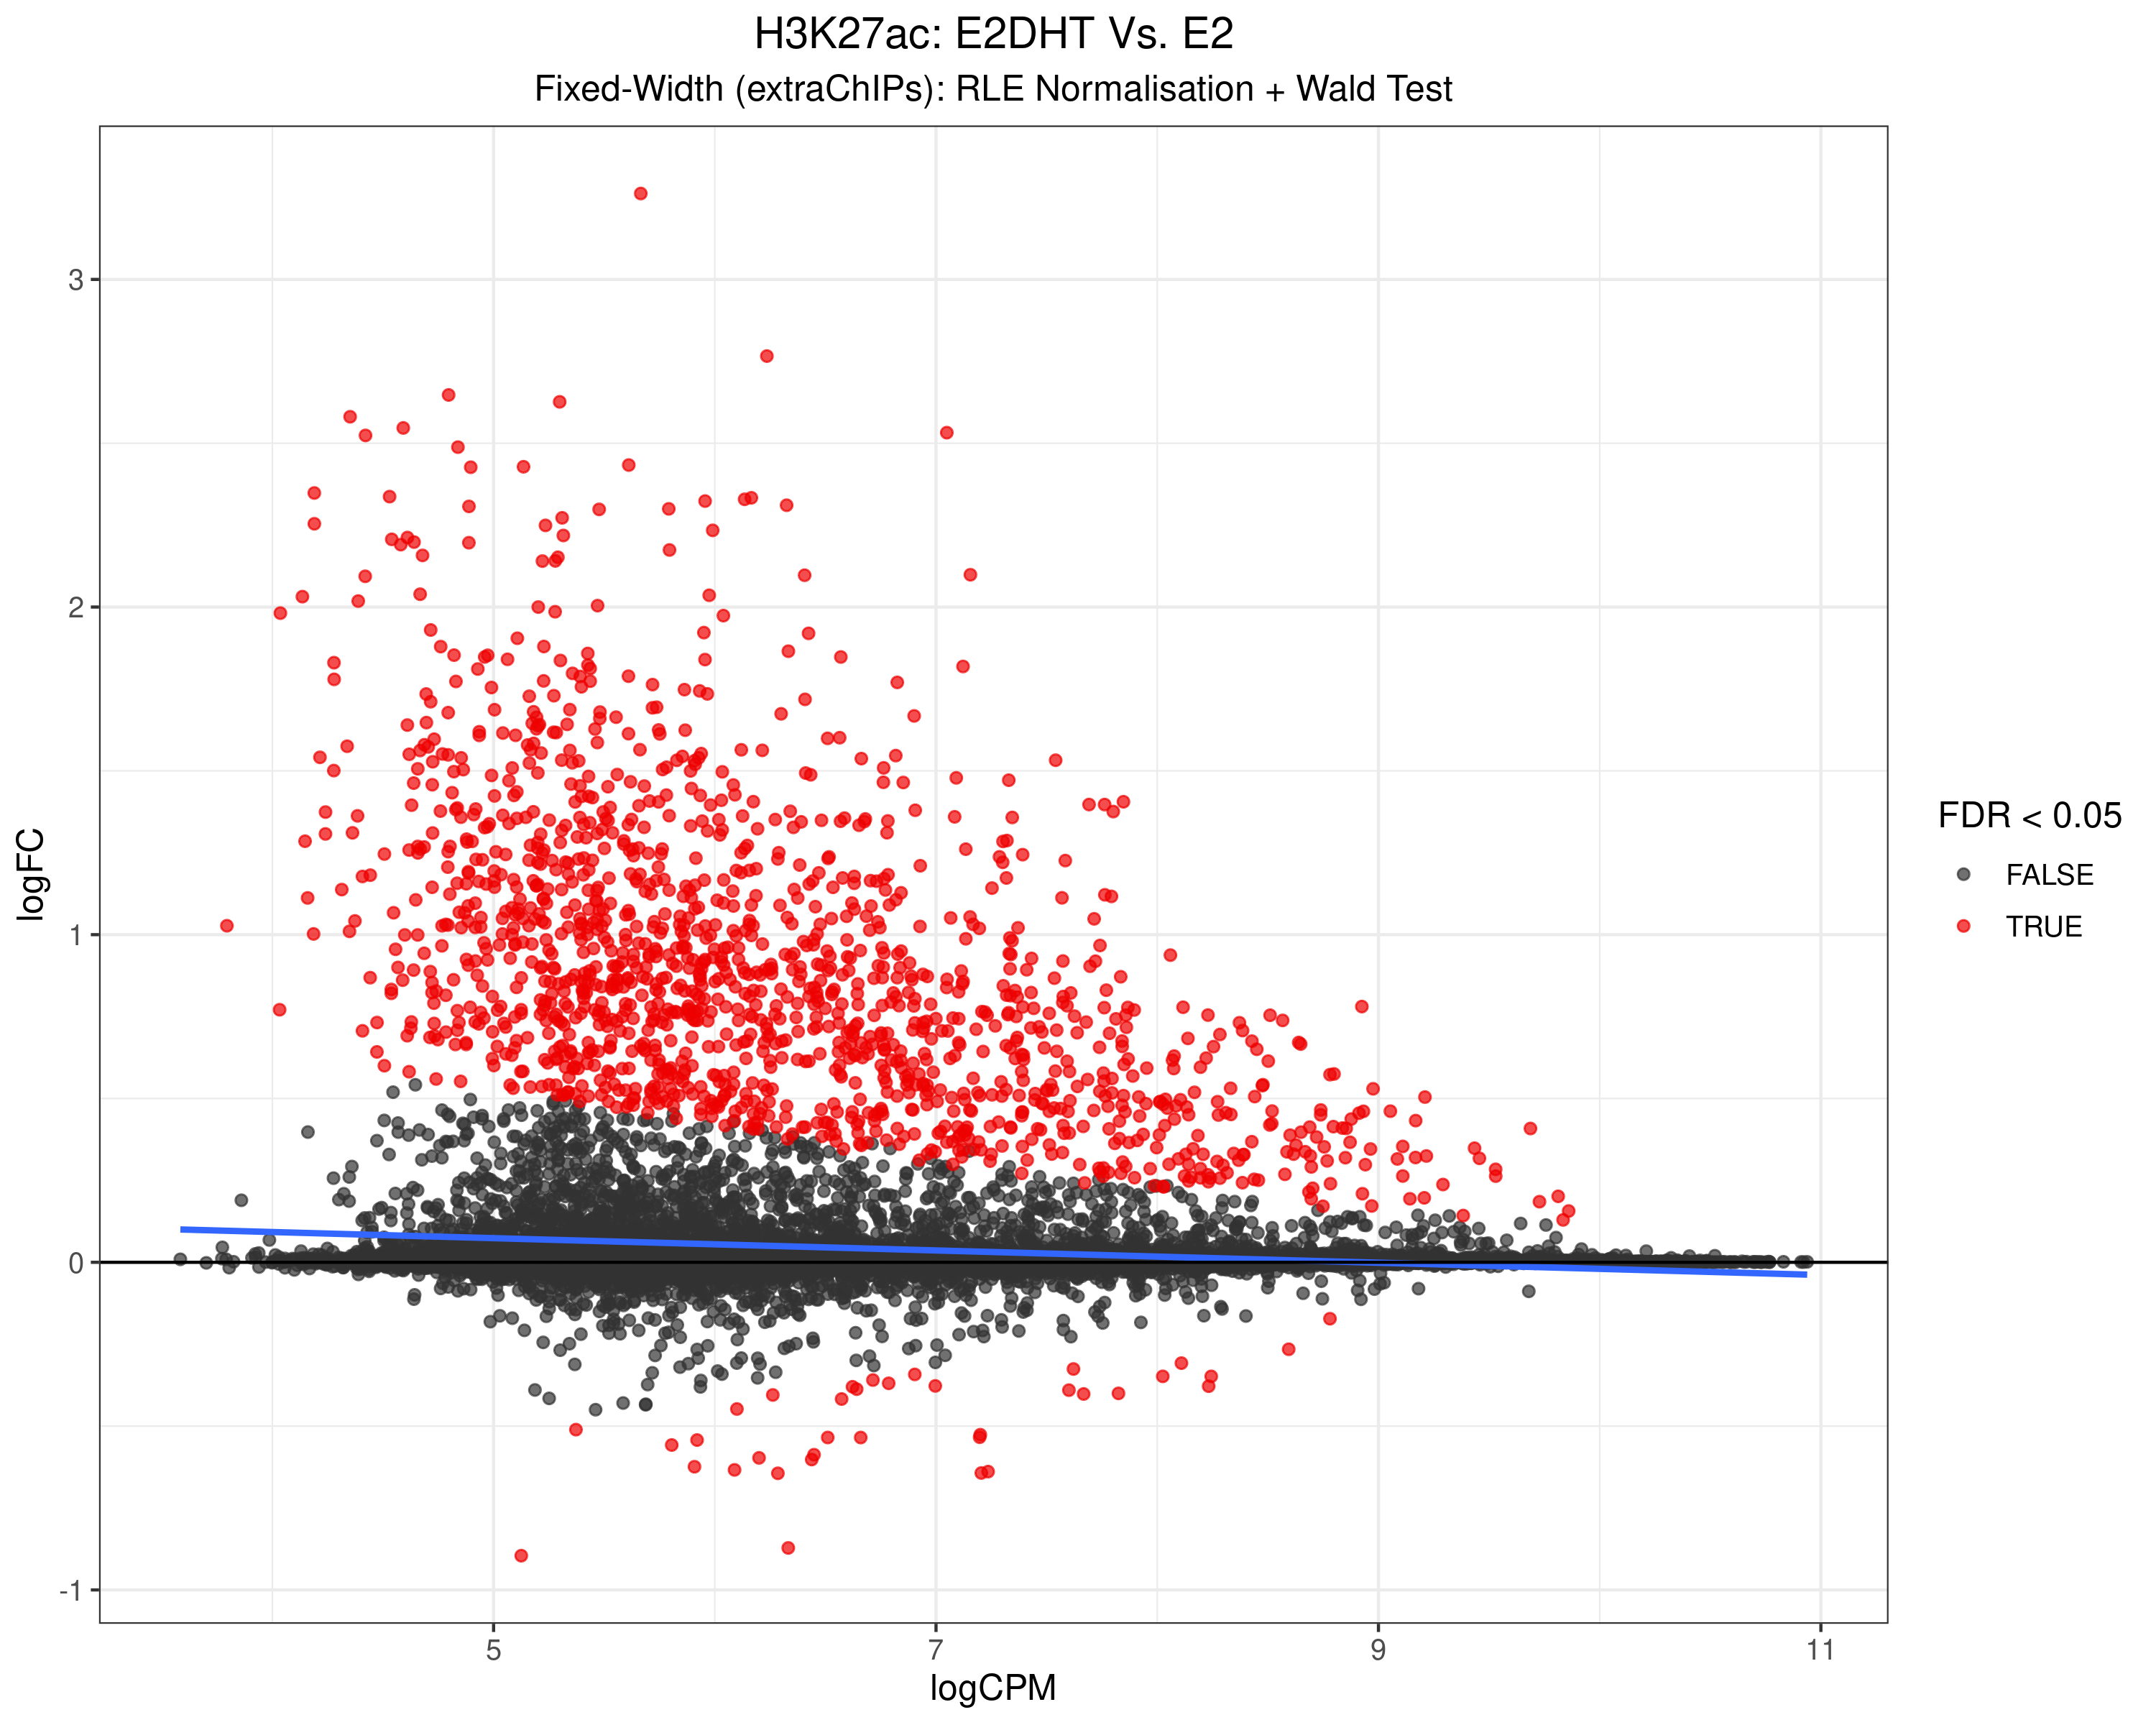 H3K27ac: E2DHT Vs. E2
Fixed-Width (extraChIPs): RLE Normalisation + Wald Test
logFC
3
2
1
0
-1
5
7
9
11
logCPM
FDR < 0.05
FALSE
TRUE